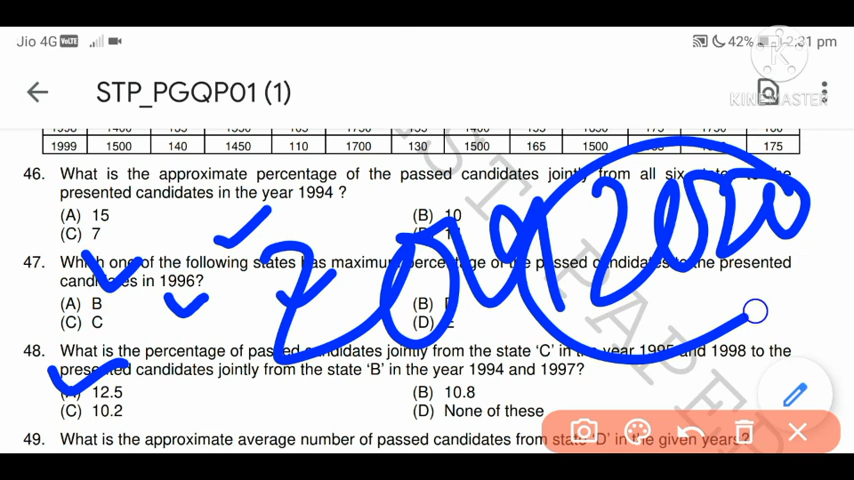 Jio 4G VoLTE 42% 2:31 pm
STP_PGQP01 (1)
KINEMASTER
1999 1500 140 1450 110 1700 130 1500 165 1500 175
46. What is the approximate percentage of the passed candidates jointly from all six states to the
presented candidates in the year 1994 ?
(A) 15 (B) 10
(C) 7
47. Which one of the following states has maximum percentage of the passed candidates to the presented
candidates in 1996?
(A) B (B)
(C) C (D) E
48. What is the percentage of passed candidates jointly from the state 'C' in the year 1995 and 1998 to the
presented candidates jointly from the state 'B' in the year 1994 and 1997?
(A) 12.5 (B) 10.8
(C) 10.2 (D) None of these
49. What is the approximate average number of passed candidates from state 'D' in the given years?
2019 2020